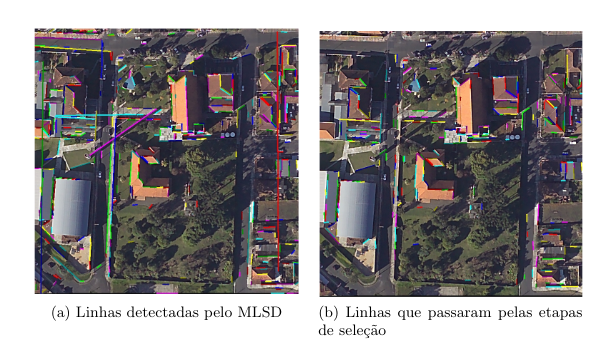 (a) Linhas detectadas pelo MLSD
(b) Linhas que passaram pelas etapas
de seleção